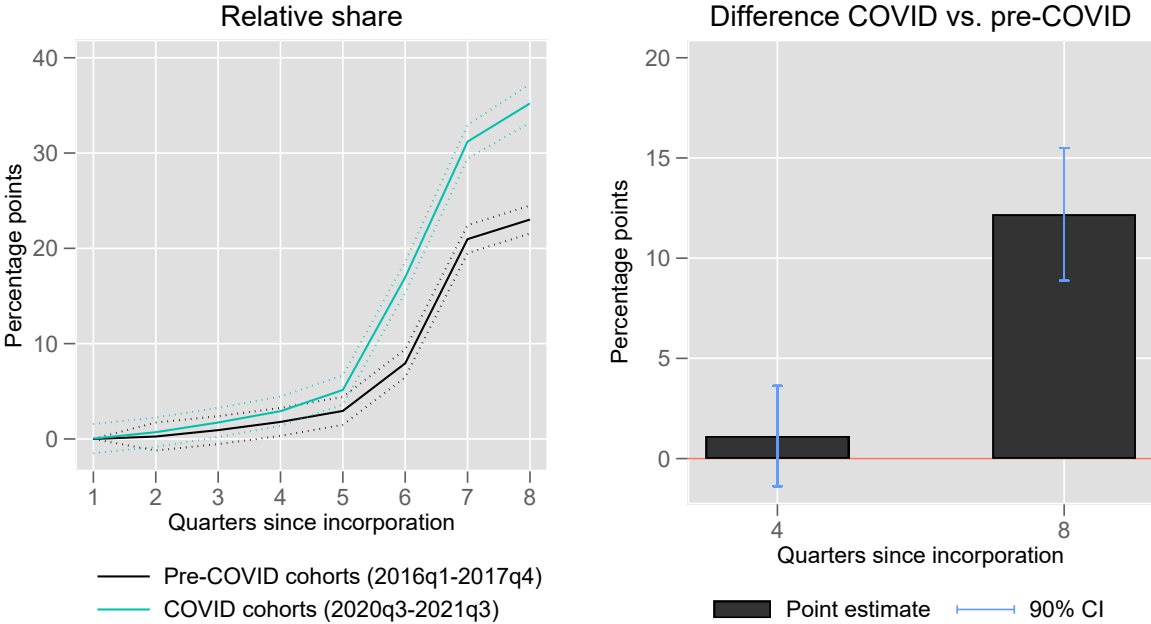 Relative share
Percentage points
40
30
20
10
0
1 2 3 4 5 6 7 8
Quarters since incorporation
Pre-COVID cohorts (2016q1-2017q4)
COVID cohorts (2020q3-2021q3)
Difference COVID vs. pre-COVID
Percentage points
20
15
10
5
0
4 8
Quarters since incorporation
Point estimate 90% CI